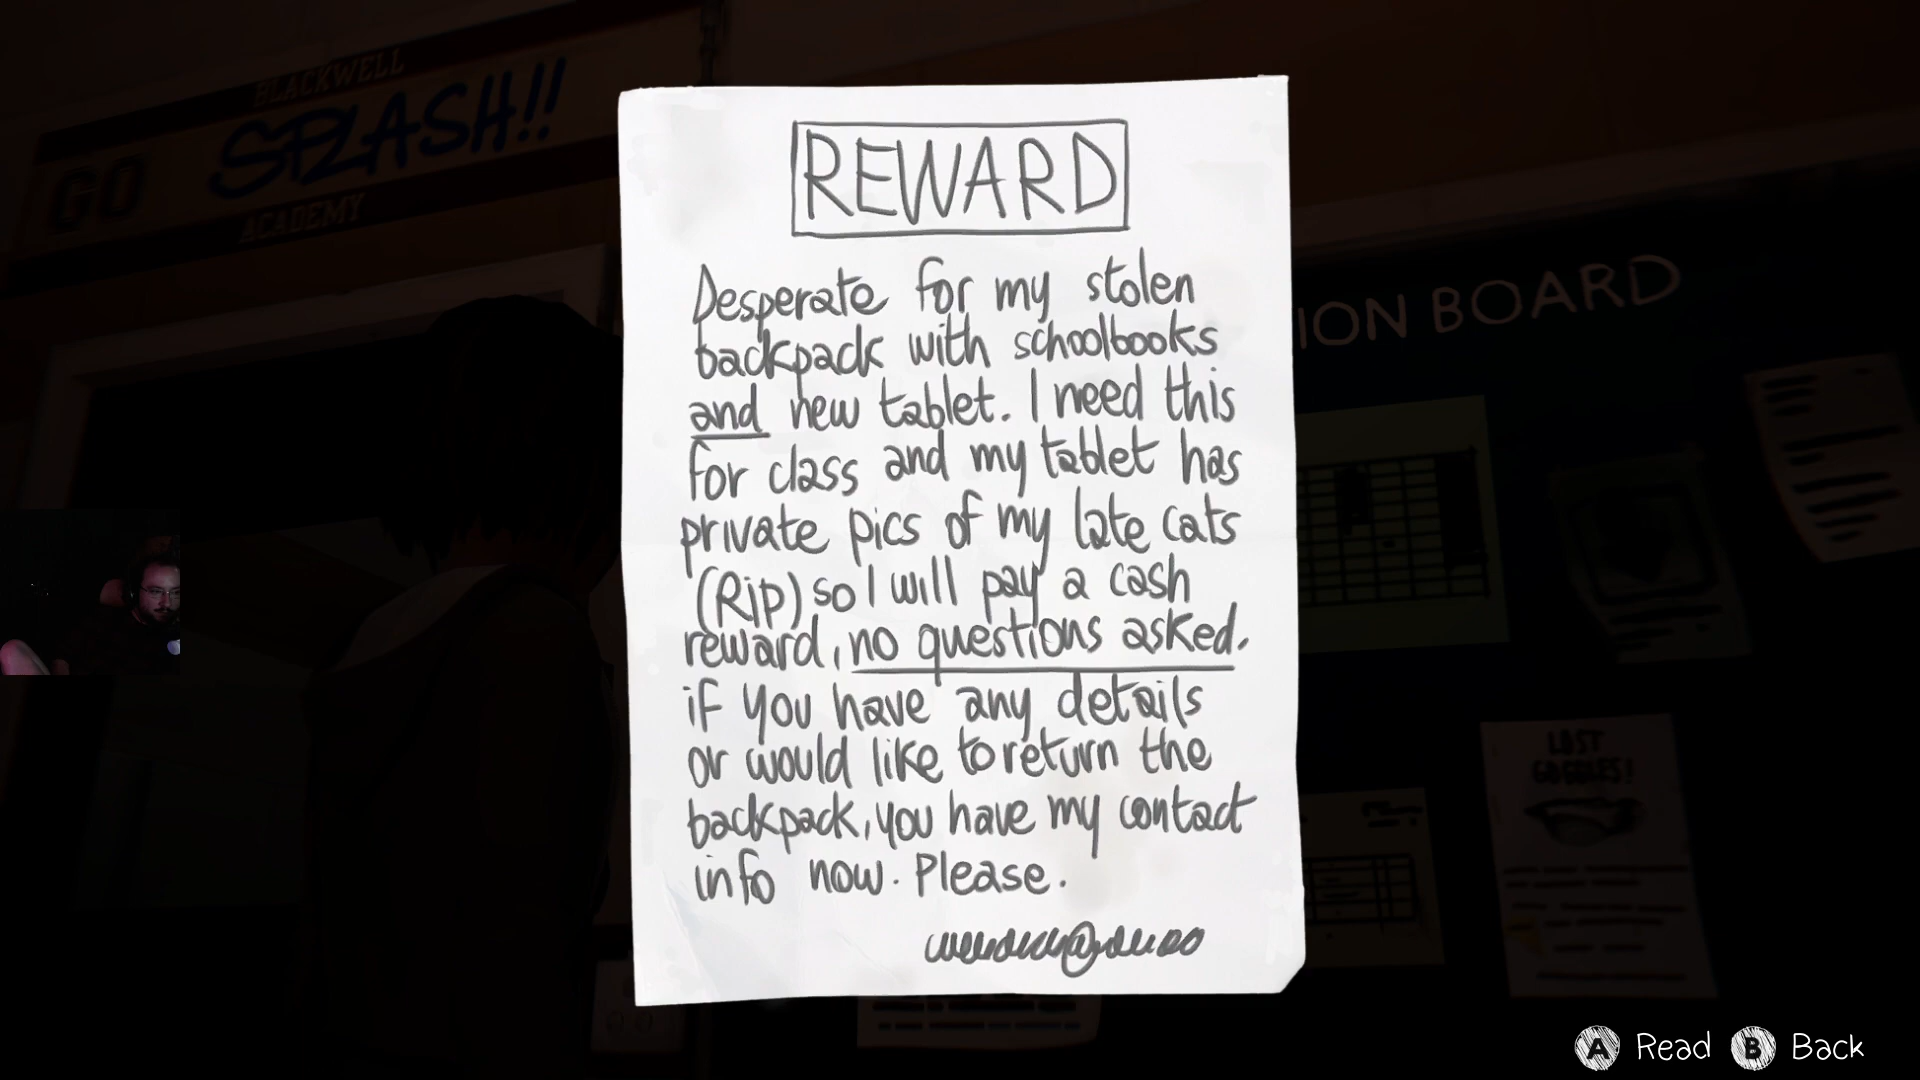 BLACKWELL
GO SPLASH!!
ACADEMY
ION BOARD
REWARD
Desperate for my stolen
backpack with schoolbooks
and new tablet. I need this
for class and my tablet has
private pics of my late cats
(RiP) so I will pay a cash
reward, no questions asked.
if you have any details
or would like to return the
backpack, you have my contact
info now. Please.
LOST
GOGGLES!
A Read B Back